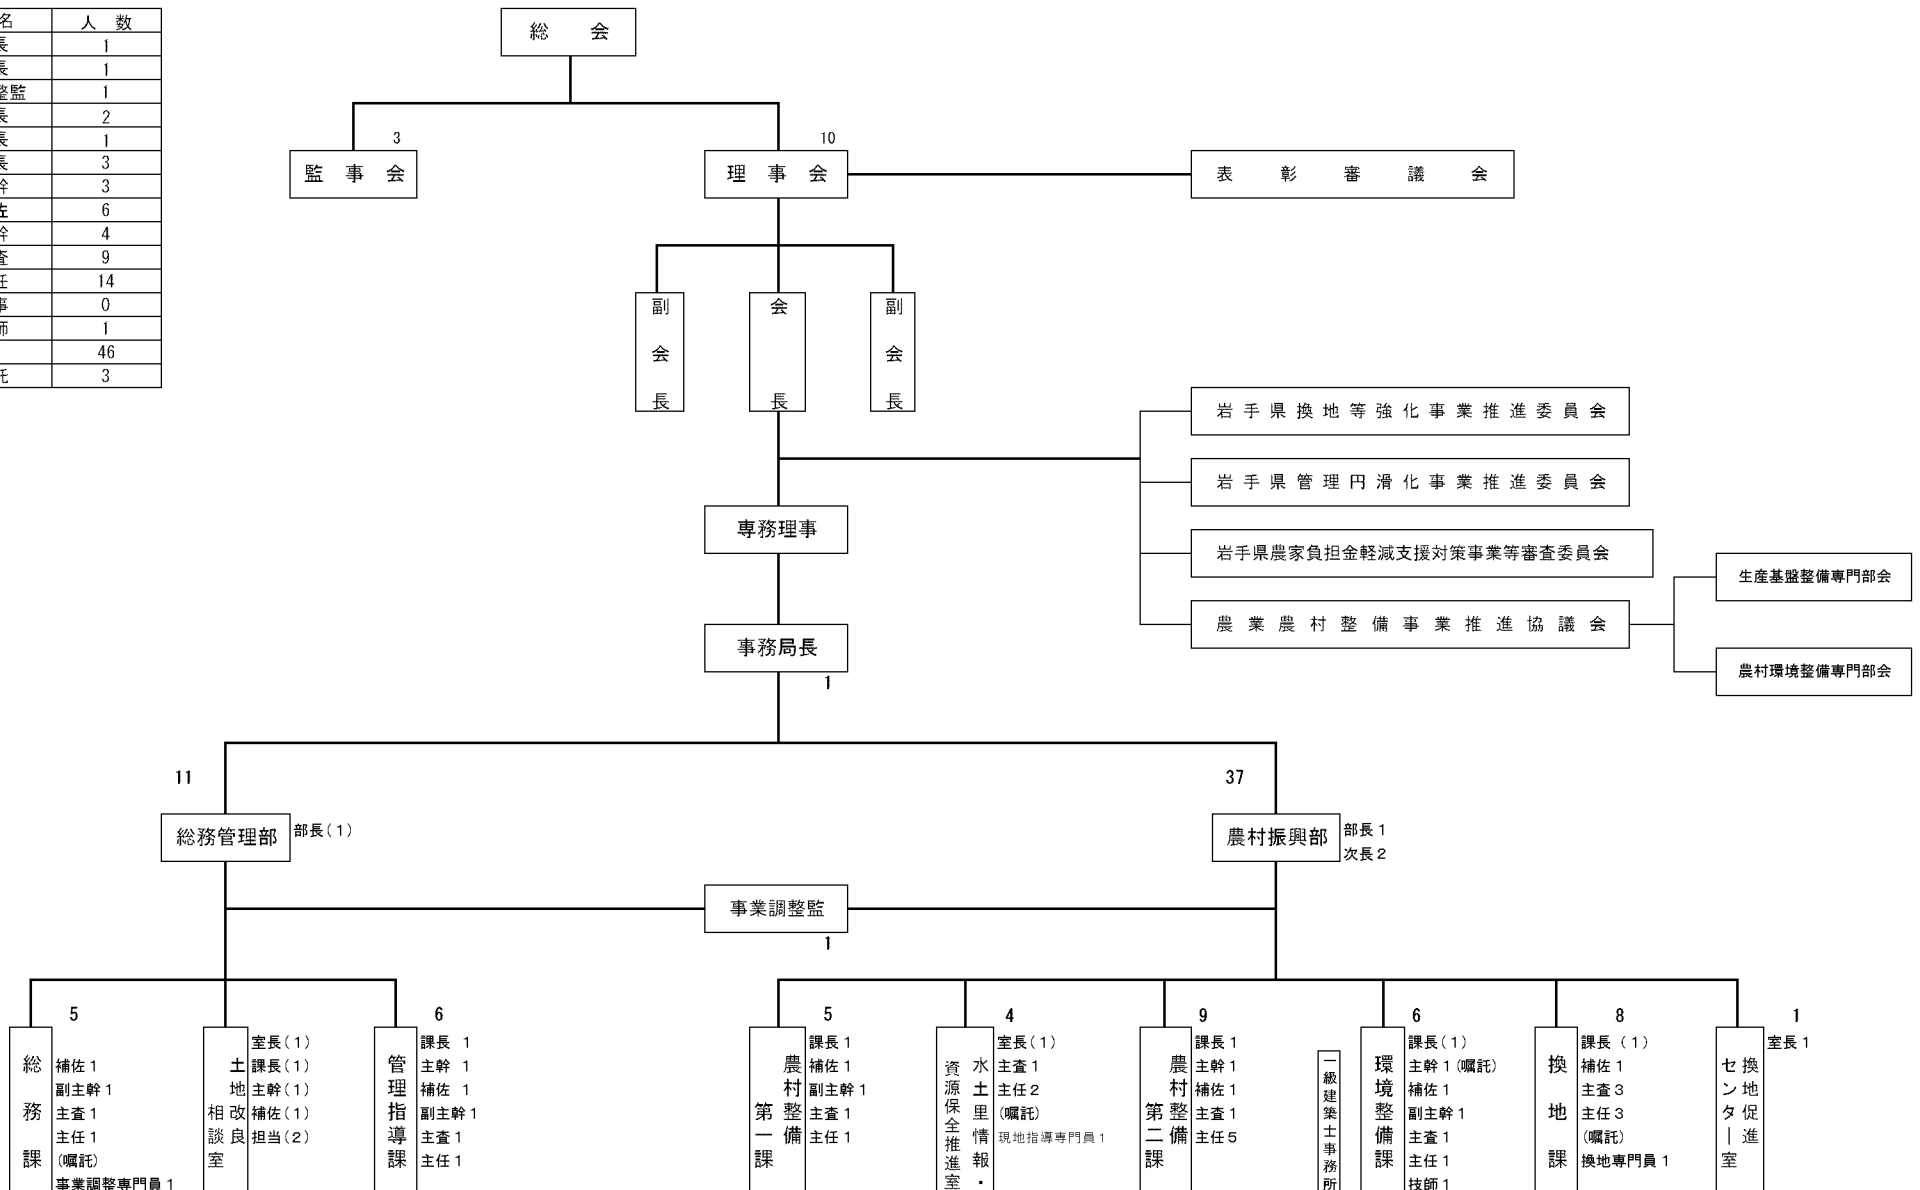 名 人 数
長 1
長 1
整監 1
長 2
長 1
長 3
幹 3
佐 6
幹 4
査 9
任 14
事 0
師 1
46
託 3
総 会
3
監 事 会
10
理 事 会
表 彰 審 議 会
副会長
会長
副会長
岩手県換地等強化事業推進委員会
岩手県管理円滑化事業推進委員会
岩手県農家負担金軽減支援対策事業等審査委員会
農業農村整備事業推進協議会
生産基盤整備専門部会
農村環境整備専門部会
専務理事
事務局長
1
11
総務管理部
部長(1)
37
農村振興部
部長1
次長2
事業調整監
1
5
総務課
補佐1
副主幹1
主査1
主任1
(嘱託)
事業調整専門員1
土地改良
相談室
室長(1)
課長(1)
主幹(1)
補佐(1)
担当(2)
6
管理指導課
課長 1
主幹 1
補佐 1
副主幹1
主査1
主任1
5
農村整備
第一課
課長1
補佐1
副主幹1
主査1
主任1
4
水土里情報・
資源保全推進室
室長(1)
主査1
主任2
(嘱託)
現地指導専門員1
9
農村整備
第二課
課長1
主幹1
補佐1
主査1
主任5
一級建築士事務所
6
環境整備課
課長(1)
主幹1(嘱託)
補佐1
副主幹1
主査1
主任1
技師1
8
換地課
課長(1)
補佐1
主査3
主任3
(嘱託)
換地専門員1
1
換地促進
センター室
室長1